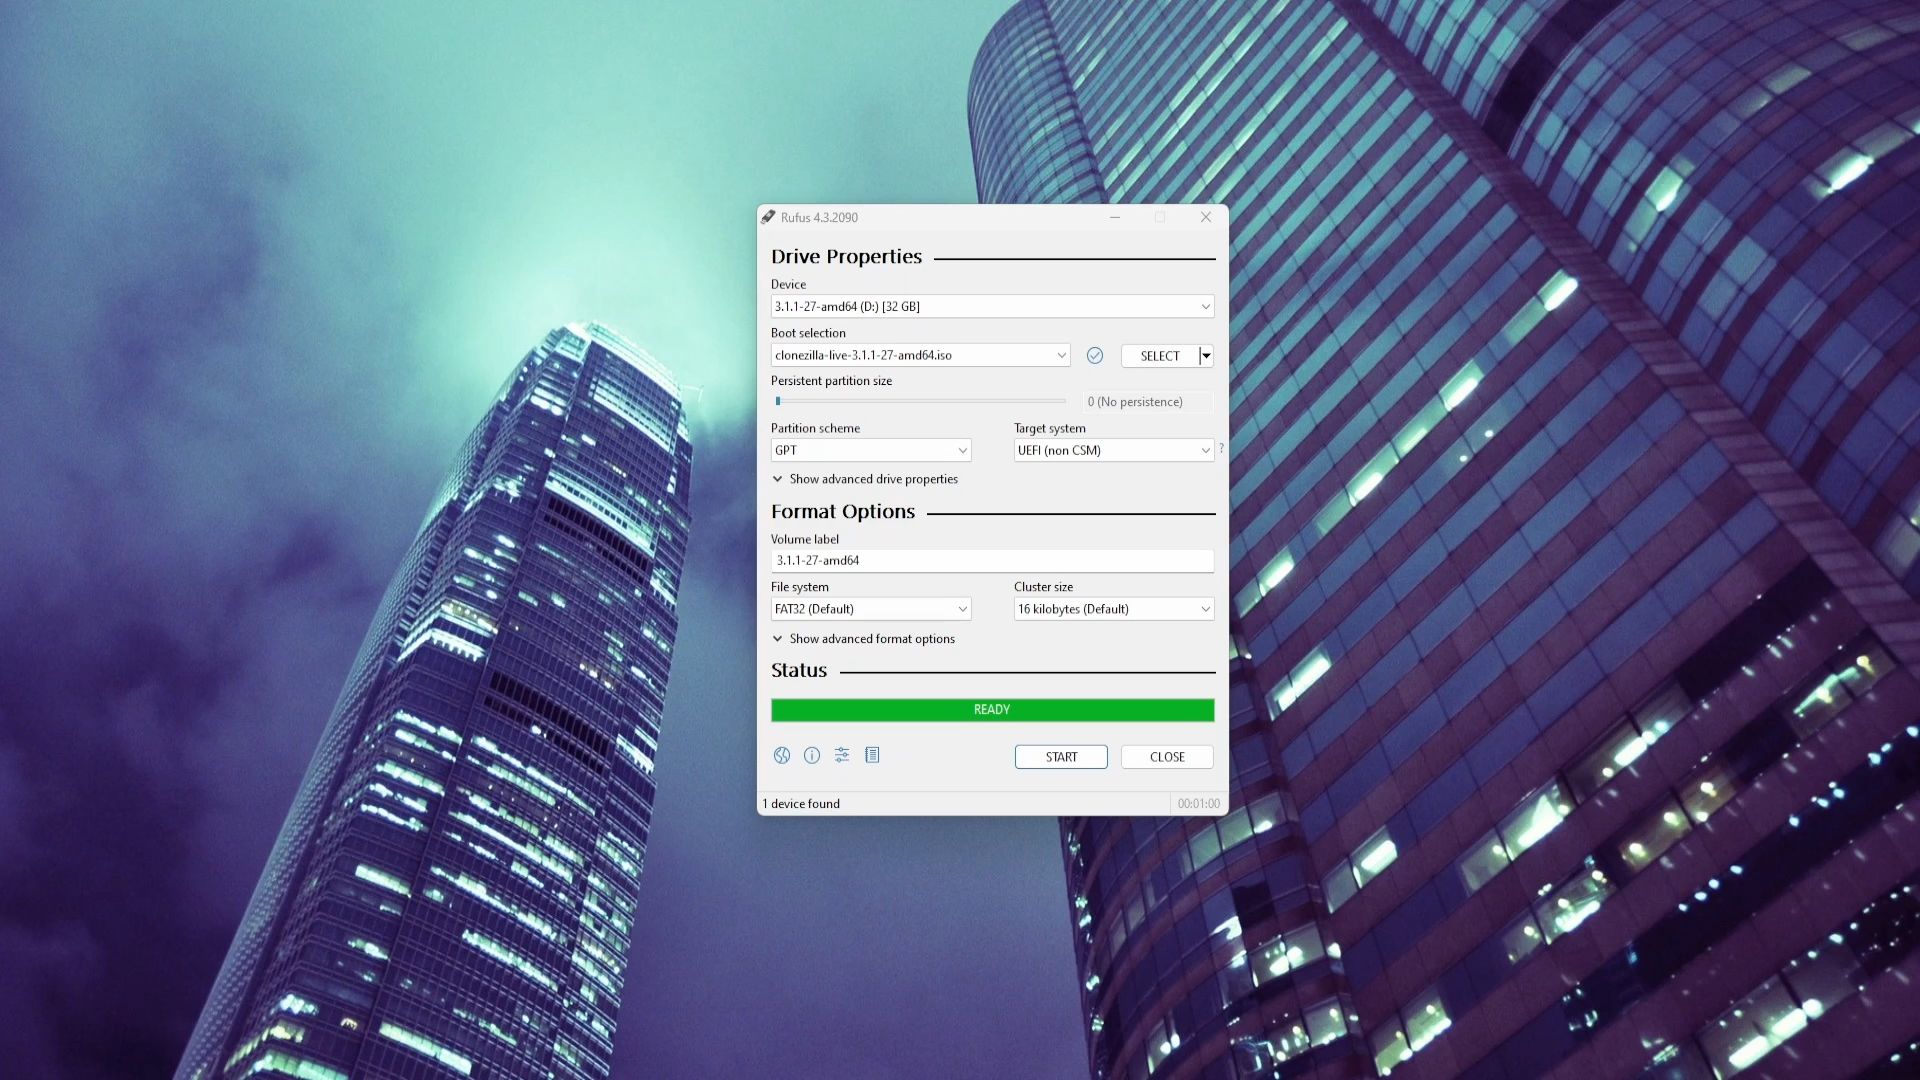 Rufus 4.3.2090
Drive Properties
Device
3.1.1-27-amd64 (D:) [32 GB]
Boot selection
clonezilla-live-3.1.1-27-amd64.iso
SELECT
Persistent partition size
0 (No persistence)
Partition scheme
Target system
GPT
UEFI (non CSM)
?
Show advanced drive properties
Format Options
Volume label
3.1.1-27-amd64
File system
Cluster size
FAT32 (Default)
16 kilobytes (Default)
Show advanced format options
Status
READY
START
CLOSE
1 device found
00:01:00